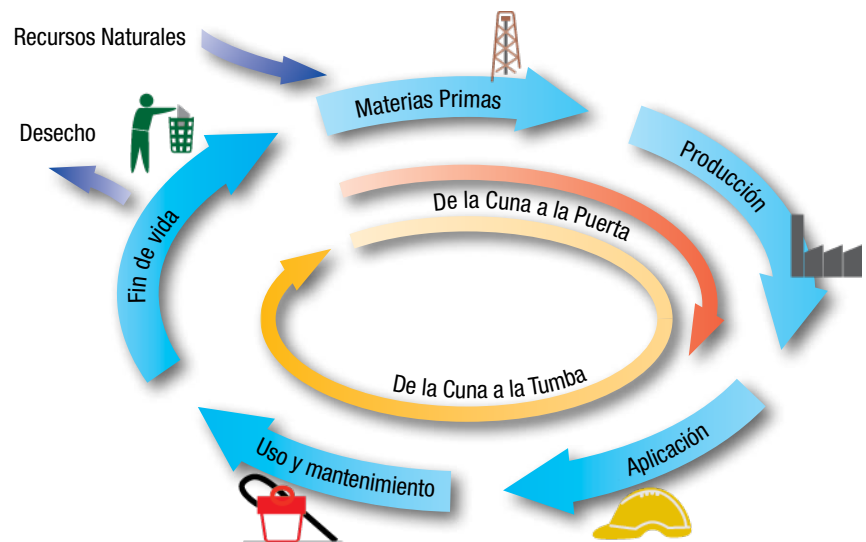 Recursos Naturales
Materias Primas
Desecho
Producción
De la Cuna a la Puerta
Fin de vida
De la Cuna a la Tumba
Uso y mantenimiento
Aplicación